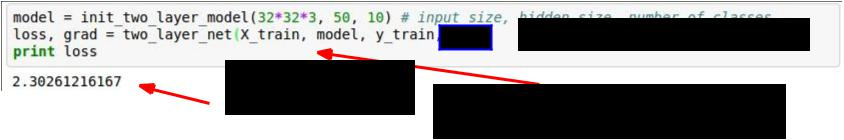 model = init_two_layer_model(32*32*3, 50, 10) # input size, hidden size, number of classes
loss, grad = two_layer_net(X_train, model, y_train,
print loss
2.30261216167